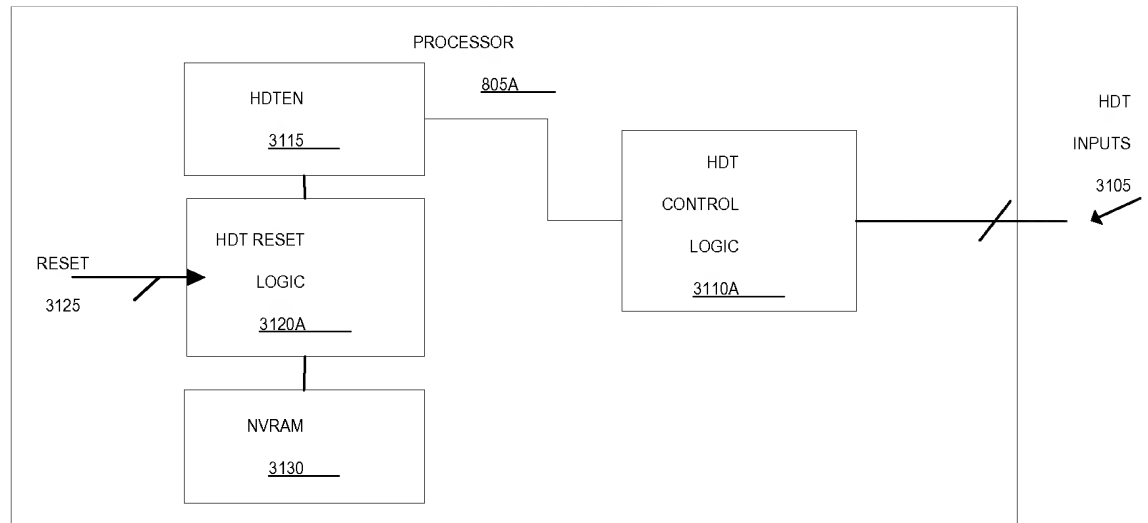 PROCESSOR
805A
HDTEN
3115
HDT RESET
LOGIC
3120A
NVRAM
3130
RESET
3125
HDT
CONTROL
LOGIC
3110A
HDT
INPUTS
3105